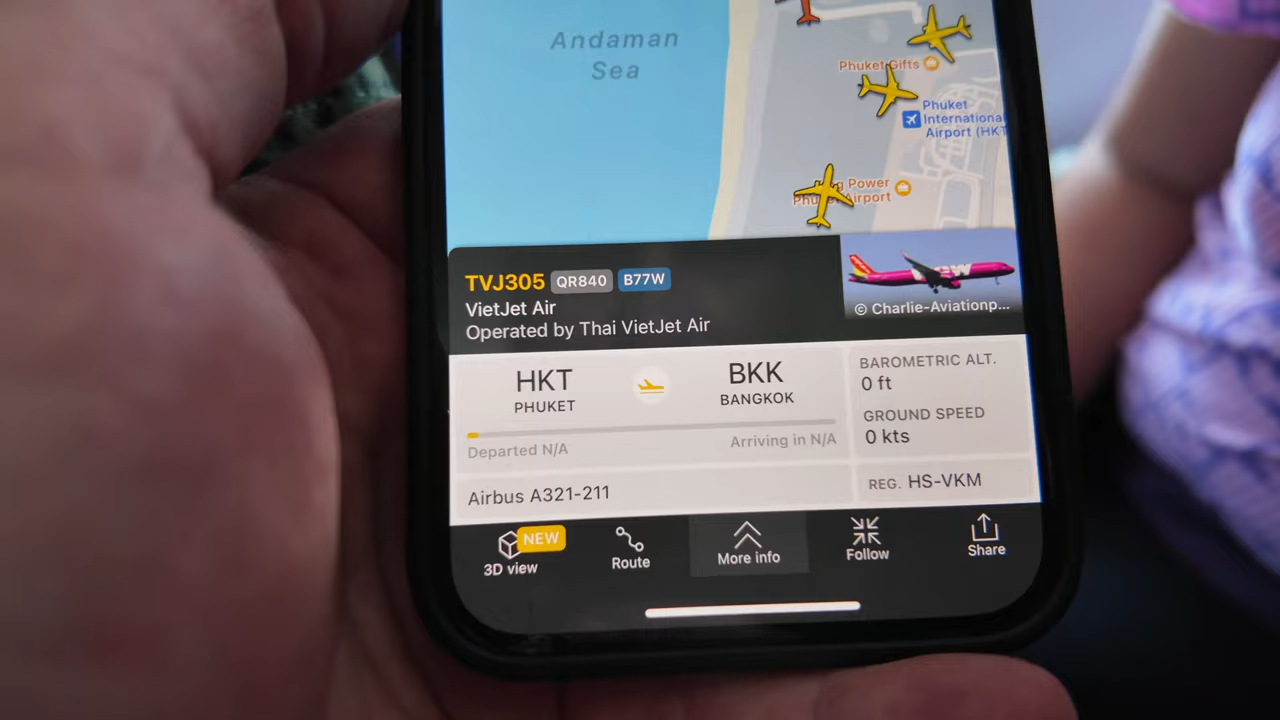 Andaman
Sea
Phuket Gifts
Phuket
International
Airport (HKT
Power
Airport
TVJ305 QR840 B77W
VietJet Air
Operated by Thai VietJet Air
© Charlie-Aviationp...
HKT
PHUKET
BKK
BANGKOK
Departed N/A
Arriving in N/A
BAROMETRIC ALT.
0 ft
GROUND SPEED
0 kts
Airbus A321-211
REG. HS-VKM
NEW
3D view
Route
More info
Follow
Share